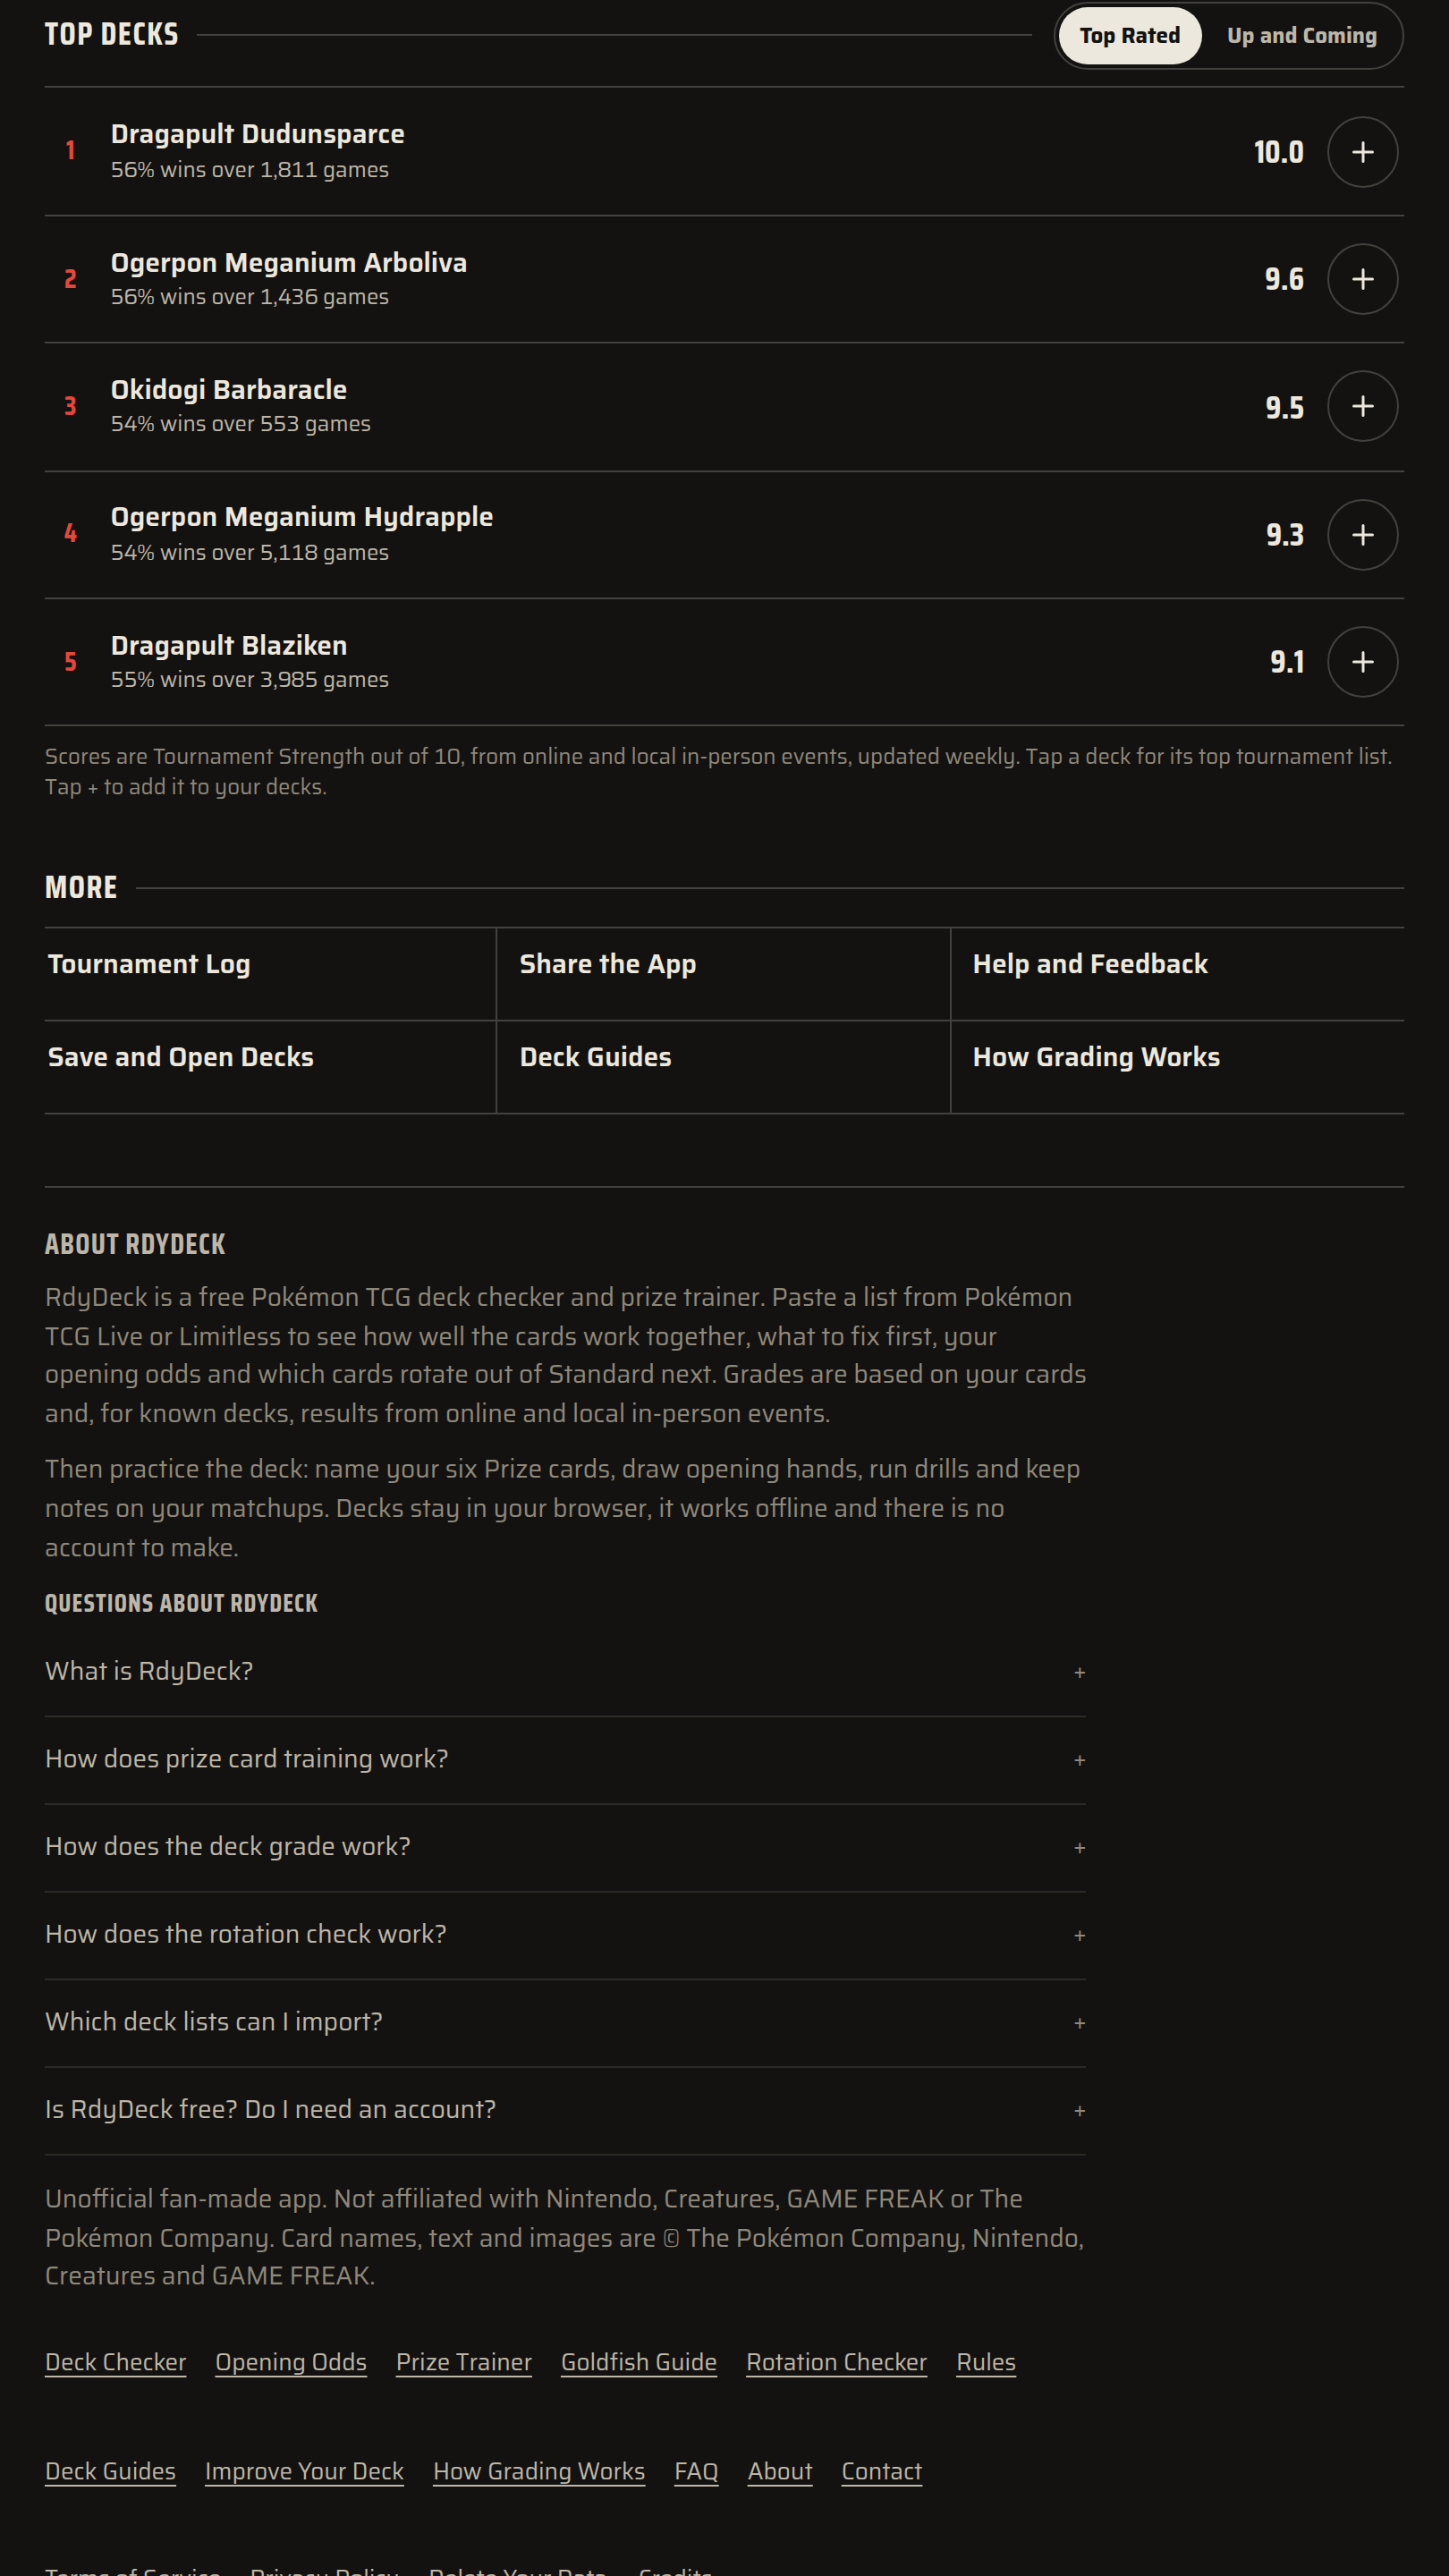 TOP DECKS
Top Rated
Up and Coming
1
Dragapult Dudunsparce
56% wins over 1,811 games
10.0
+
2
Ogerpon Meganium Arboliva
56% wins over 1,436 games
9.6
+
3
Okidogi Barbaracle
54% wins over 553 games
9.5
+
4
Ogerpon Meganium Hydrapple
54% wins over 5,118 games
9.3
+
5
Dragapult Blaziken
55% wins over 3,985 games
9.1
+
Scores are Tournament Strength out of 10, from online and local in-person events, updated weekly. Tap a deck for its top tournament list.
Tap + to add it to your decks.
MORE
Tournament Log
Share the App
Help and Feedback
Save and Open Decks
Deck Guides
How Grading Works
ABOUT RDYDECK
RdyDeck is a free Pokémon TCG deck checker and prize trainer. Paste a list from Pokémon
TCG Live or Limitless to see how well the cards work together, what to fix first, your
opening odds and which cards rotate out of Standard next. Grades are based on your cards
and, for known decks, results from online and local in-person events.
Then practice the deck: name your six Prize cards, draw opening hands, run drills and keep
notes on your matchups. Decks stay in your browser, it works offline and there is no
account to make.
QUESTIONS ABOUT RDYDECK
What is RdyDeck? +
How does prize card training work? +
How does the deck grade work? +
How does the rotation check work? +
Which deck lists can I import? +
Is RdyDeck free? Do I need an account? +
Unofficial fan-made app. Not affiliated with Nintendo, Creatures, GAME FREAK or The
Pokémon Company. Card names, text and images are © The Pokémon Company, Nintendo,
Creatures and GAME FREAK.
Deck Checker Opening Odds Prize Trainer Goldfish Guide Rotation Checker Rules
Deck Guides Improve Your Deck How Grading Works FAQ About Contact
Terms of Service Privacy Policy Delete Your Data Credits